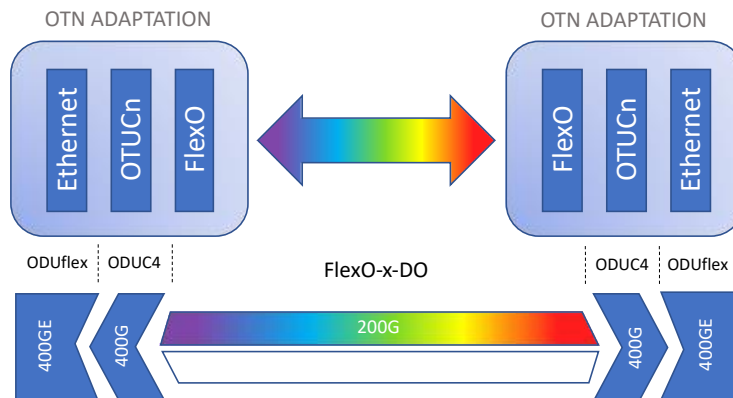 OTN ADAPTATION
OTN ADAPTATION
Ethernet
OTUCn
FlexO
FlexO
OTUCn
Ethernet
ODUflex
ODUC4
FlexO-x-DO
ODUC4
ODUflex
400GE
400G
200G
400G
400GE